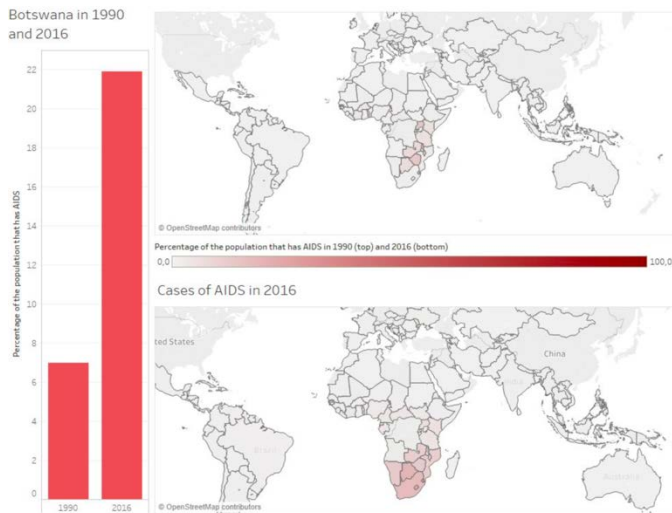 Botswana in 1990
and 2016
Percentage of the population that has AIDS
22
20
18
16
14
12
10
8
6
4
2
0
1990
2016
© OpenStreetMap contributors
Percentage of the population that has AIDS in 1990 (top) and 2016 (bottom)
0,0
100,0
Cases of AIDS in 2016
ted States
China
Brazil
Australia
© OpenStreetMap contributors